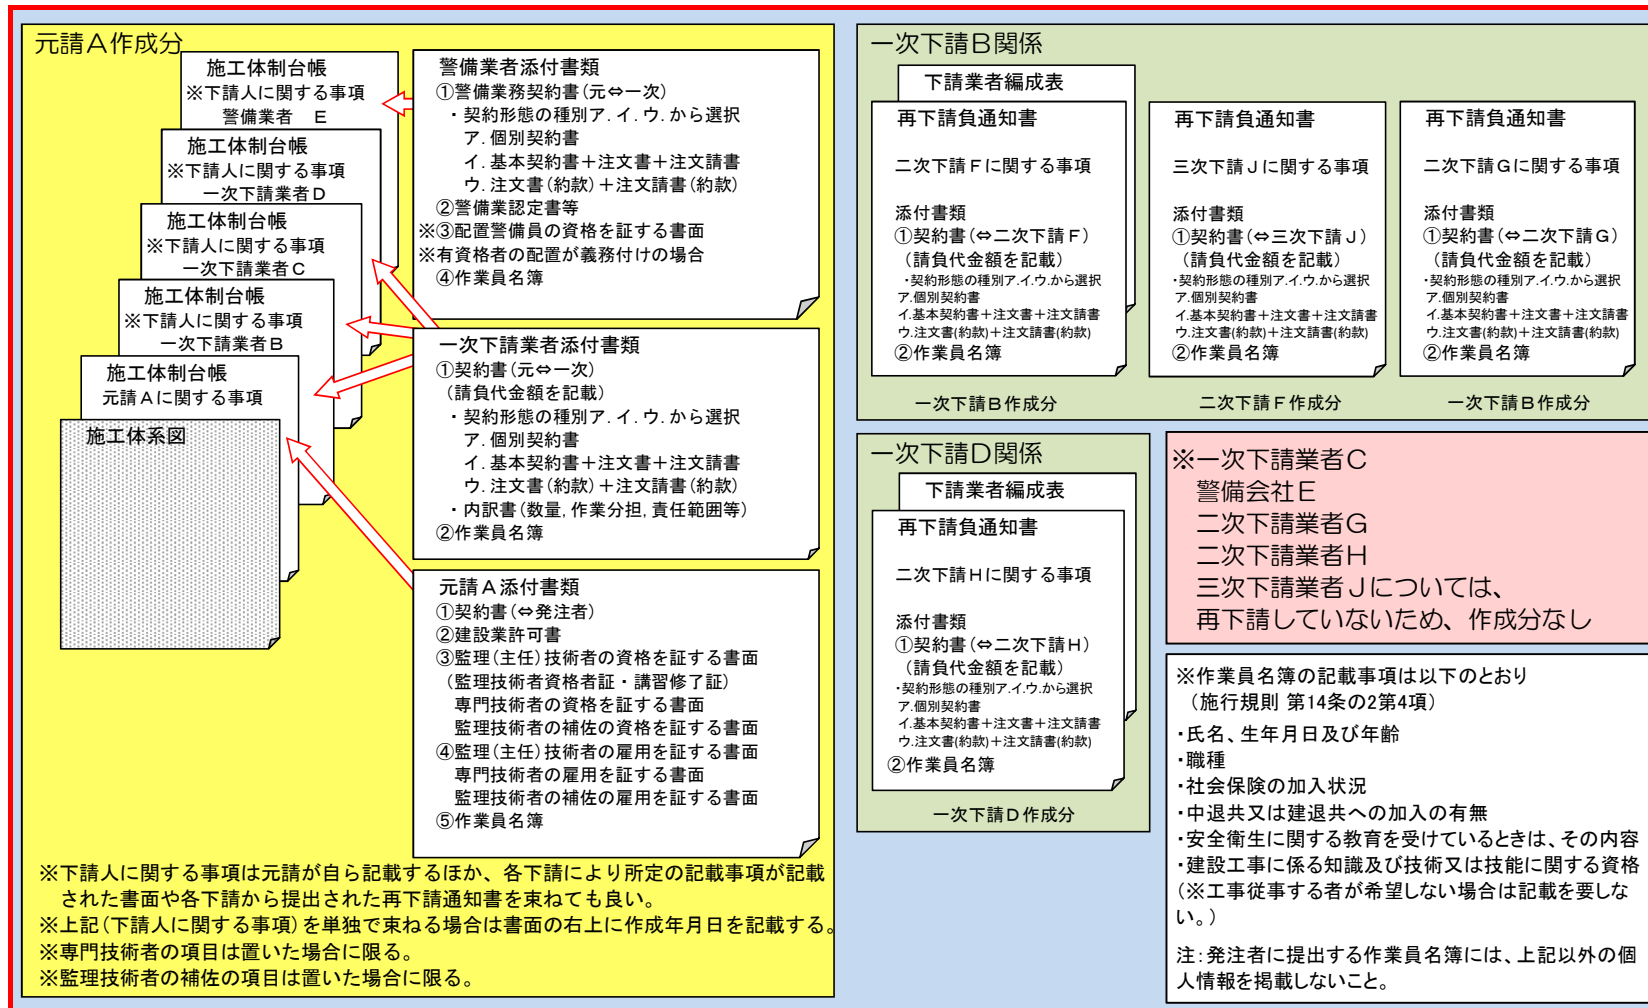 元請A作成分
施工体制台帳
※下請人に関する事項
警備業者　E
施工体制台帳
※下請人に関する事項
一次下請業者D
施工体制台帳
※下請人に関する事項
一次下請業者C
施工体制台帳
※下請人に関する事項
一次下請業者B
施工体制台帳
元請Aに関する事項
施工体系図
警備業者添付書類
①警備業務契約書(元⇔一次)
・契約形態の種別ア.イ.ウ.から選択
ア.個別契約書
イ.基本契約書+注文書+注文請書
ウ.注文書(約款)+注文請書(約款)
②警備業認定書等
※③配置警備員の資格を証する書面
※有資格者の配置が義務付けの場合
④作業員名簿
一次下請業者添付書類
①契約書(元⇔一次)
(請負代金額を記載)
・契約形態の種別ア.イ.ウ.から選択
ア.個別契約書
イ.基本契約書+注文書+注文請書
ウ.注文書(約款)+注文請書(約款)
・内訳書(数量,作業分担,責任範囲等)
②作業員名簿
元請A添付書類
①契約書(⇔発注者)
②建設業許可書
③監理(主任)技術者の資格を証する書面
(監理技術者資格者証・講習修了証)
専門技術者の資格を証する書面
監理技術者の補佐の資格を証する書面
④監理(主任)技術者の雇用を証する書面
専門技術者の雇用を証する書面
監理技術者の補佐の雇用を証する書面
⑤作業員名簿
※下請人に関する事項は元請が自ら記載するほか、各下請により所定の記載事項が記載
された書面や各下請から提出された再下請通知書を束ねても良い。
※上記(下請人に関する事項)を単独で束ねる場合は書面の右上に作成年月日を記載する。
※専門技術者の項目は置いた場合に限る。
※監理技術者の補佐の項目は置いた場合に限る。
一次下請B関係
下請業者編成表
再下請負通知書
二次下請Fに関する事項
添付書類
①契約書(⇔二次下請F)
(請負代金額を記載)
・契約形態の種別ア.イ.ウ.から選択
ア.個別契約書
イ.基本契約書+注文書+注文請書
ウ.注文書(約款)+注文請書(約款)
②作業員名簿
一次下請B作成分
再下請負通知書
三次下請Jに関する事項
添付書類
①契約書(⇔三次下請J)
(請負代金額を記載)
・契約形態の種別ア.イ.ウ.から選択
ア.個別契約書
イ.基本契約書+注文書+注文請書
ウ.注文書(約款)+注文請書(約款)
②作業員名簿
二次下請F作成分
再下請負通知書
二次下請Gに関する事項
添付書類
①契約書(⇔二次下請G)
(請負代金額を記載)
・契約形態の種別ア.イ.ウ.から選択
ア.個別契約書
イ.基本契約書+注文書+注文請書
ウ.注文書(約款)+注文請書(約款)
②作業員名簿
一次下請B作成分
一次下請D関係
下請業者編成表
再下請負通知書
二次下請Hに関する事項
添付書類
①契約書(⇔二次下請H)
(請負代金額を記載)
・契約形態の種別ア.イ.ウ.から選択
ア.個別契約書
イ.基本契約書+注文書+注文請書
ウ.注文書(約款)+注文請書(約款)
②作業員名簿
一次下請D作成分
※一次下請業者C
警備会社E
二次下請業者G
二次下請業者H
三次下請業者Jについては、
再下請していないため、作成分なし
※作業員名簿の記載事項は以下のとおり
(施行規則 第14条の2第4項)
・氏名、生年月日及び年齢
・職種
・社会保険の加入状況
・中退共又は建退共への加入の有無
・安全衛生に関する教育を受けているときは、その内容
・建設工事に係る知識及び技術又は技能に関する資格
(※工事従事する者が希望しない場合は記載を要しな
い。)
注:発注者に提出する作業員名簿には、上記以外の個
人情報を掲載しないこと。